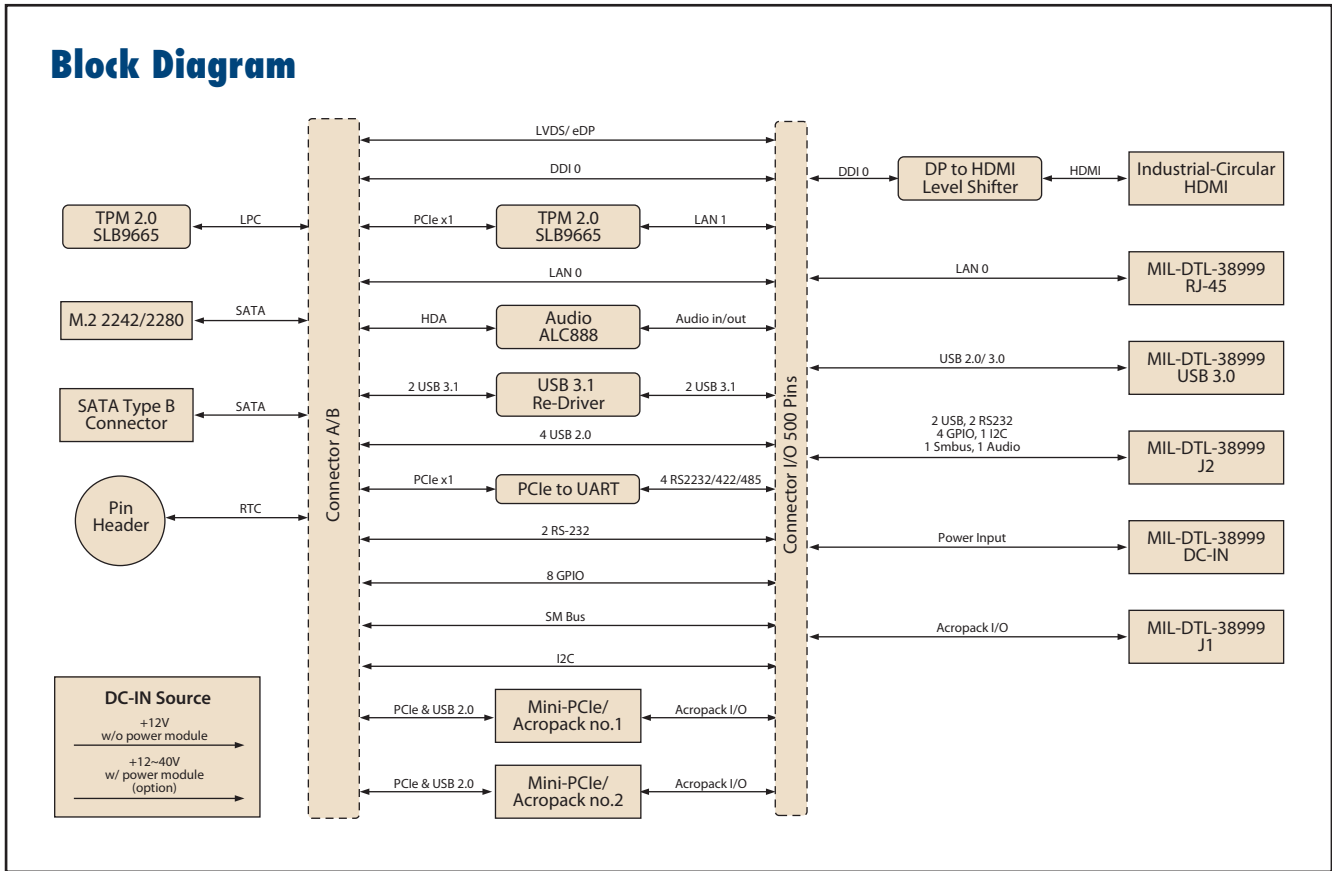 Block Diagram
TPM 2.0
SLB9665
LPC
M.2 2242/2280
SATA
SATA Type B
Connector
SATA
Pin
Header
RTC
DC-IN Source
+12V
w/o power module
+12~40V
w/ power module
(option)
Connector A/B
LVDS/ eDP
DDI 0
PCIe x1
TPM 2.0
SLB9665
LAN 1
LAN 0
HDA
Audio
ALC888
Audio in/out
2 USB 3.1
USB 3.1
Re-Driver
2 USB 3.1
4 USB 2.0
PCIe x1
PCIe to UART
4 RS2232/422/485
2 RS-232
8 GPIO
SM Bus
I2C
PCIe & USB 2.0
Mini-PCIe/
Acropack no.1
Acropack I/O
PCIe & USB 2.0
Mini-PCIe/
Acropack no.2
Acropack I/O
Connector I/O 500 Pins
DDI 0
DP to HDMI
Level Shifter
HDMI
Industrial-Circular
HDMI
LAN 0
MIL-DTL-38999
RJ-45
USB 2.0/ 3.0
MIL-DTL-38999
USB 3.0
2 USB, 2 RS232
4 GPIO, 1 I2C
1 Smbus, 1 Audio
MIL-DTL-38999
J2
Power Input
MIL-DTL-38999
DC-IN
Acropack I/O
MIL-DTL-38999
J1